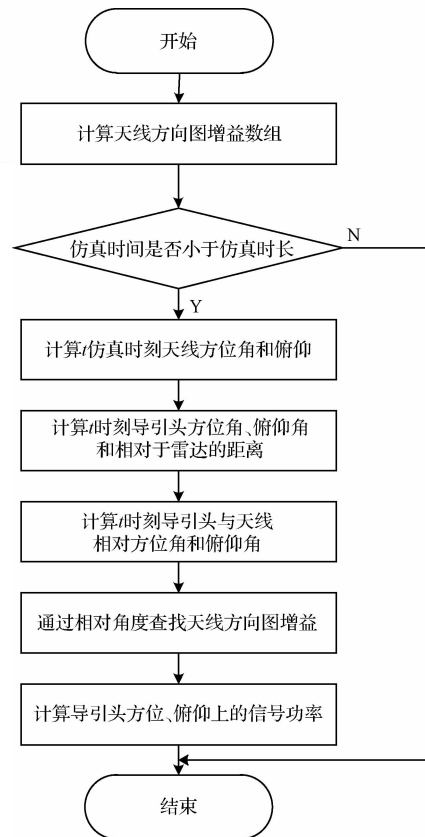 开始
计算天线方向图增益数组
仿真时间是否小于仿真时长
N
Y
计算t仿真时刻天线方位角和俯仰
计算t时刻导引头方位角、俯仰角
和相对于雷达的距离
计算t时刻导引头与天线
相对方位角和俯仰角
通过相对角度查找天线方向图增益
计算导引头方位、俯仰上的信号功率
结束